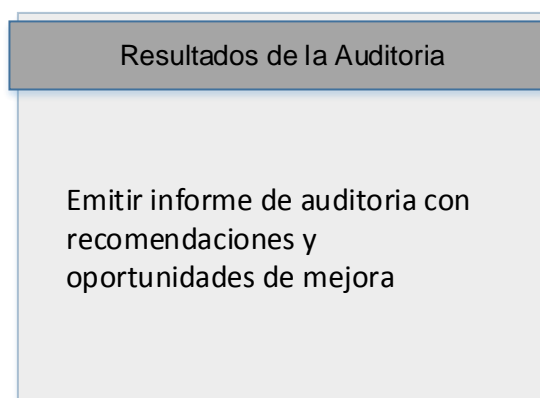 Resultados de la Auditoria
Emitir informe de auditoria con
recomendaciones y
oportunidades de mejora